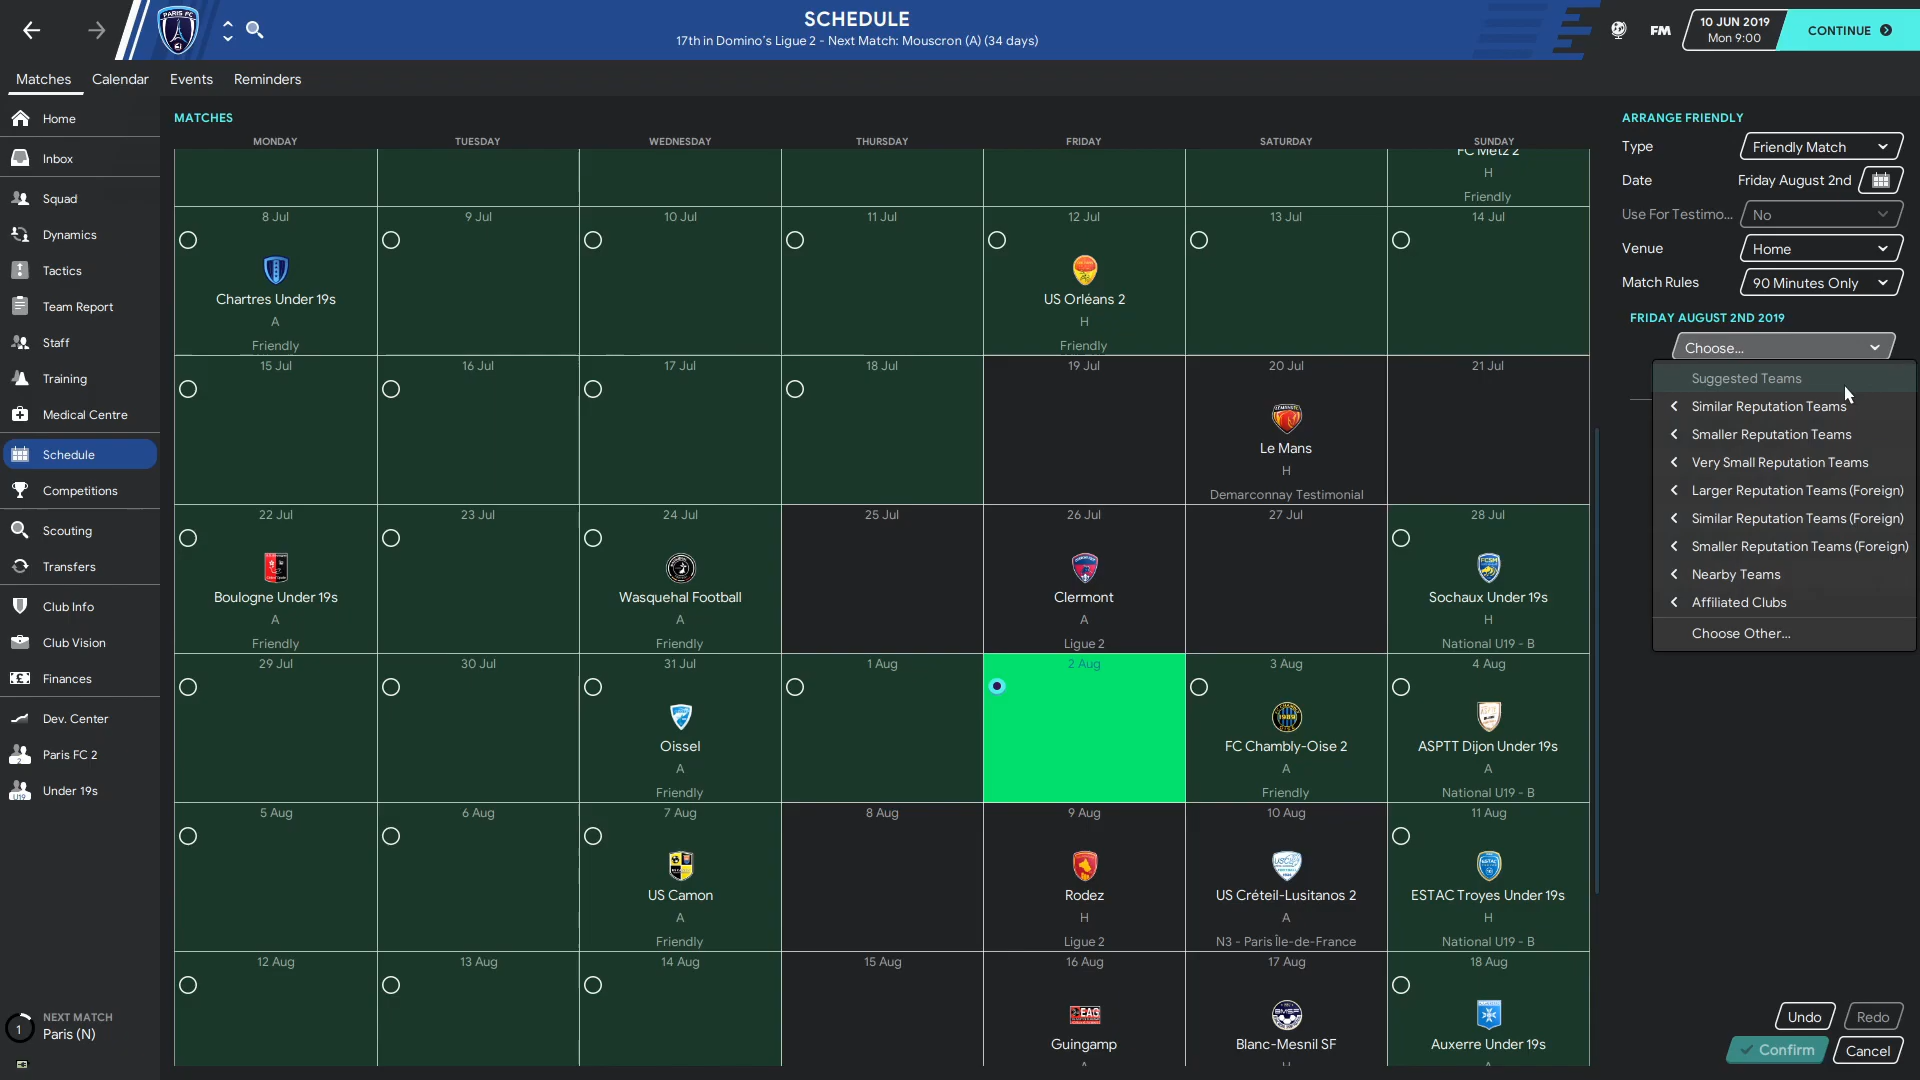 SCHEDULE
17th in Domino's Ligue 2 - Next Match: Mouscron (A) (34 days)
PARIS FC
FM
10 JUN 2019
Mon 9:00
CONTINUE
Matches
Calendar
Events
Reminders
Home
Inbox
Squad
Dynamics
Tactics
Team Report
Staff
Training
Medical Centre
Schedule
Competitions
Scouting
Transfers
Club Info
Club Vision
Finances
Dev. Center
Paris FC 2
Under 19s
1
NEXT MATCH
Paris (N)
MATCHES
MONDAY
TUESDAY
WEDNESDAY
THURSDAY
FRIDAY
SATURDAY
SUNDAY
FC Metz 2
H
Friendly
8 Jul
Chartres Under 19s
A
Friendly
9 Jul
10 Jul
11 Jul
12 Jul
US Orléans 2
H
Friendly
13 Jul
14 Jul
15 Jul
16 Jul
17 Jul
18 Jul
19 Jul
20 Jul
Le Mans
H
Demarconnay Testimonial
21 Jul
22 Jul
Boulogne Under 19s
A
Friendly
23 Jul
24 Jul
Wasquehal Football
A
Friendly
25 Jul
26 Jul
Clermont
A
Ligue 2
27 Jul
28 Jul
Sochaux Under 19s
H
National U19 - B
29 Jul
30 Jul
31 Jul
Oissel
A
Friendly
1 Aug
2 Aug
3 Aug
FC Chambly-Oise 2
A
Friendly
4 Aug
ASPTT Dijon Under 19s
A
National U19 - B
5 Aug
6 Aug
7 Aug
US Camon
A
Friendly
8 Aug
9 Aug
Rodez
H
Ligue 2
10 Aug
US Créteil-Lusitanos 2
A
N3 - Paris Île-de-France
11 Aug
ESTAC Troyes Under 19s
H
National U19 - B
12 Aug
13 Aug
14 Aug
15 Aug
16 Aug
Guingamp
A
17 Aug
Blanc-Mesnil SF
H
18 Aug
Auxerre Under 19s
A
ARRANGE FRIENDLY
Type
Friendly Match
Date
Friday August 2nd
Use For Testimo...
No
Venue
Home
Match Rules
90 Minutes Only
FRIDAY AUGUST 2ND 2019
Choose...
Suggested Teams
Similar Reputation Teams
Smaller Reputation Teams
Very Small Reputation Teams
Larger Reputation Teams (Foreign)
Similar Reputation Teams (Foreign)
Smaller Reputation Teams (Foreign)
Nearby Teams
Affiliated Clubs
Choose Other...
Undo
Redo
Confirm
Cancel